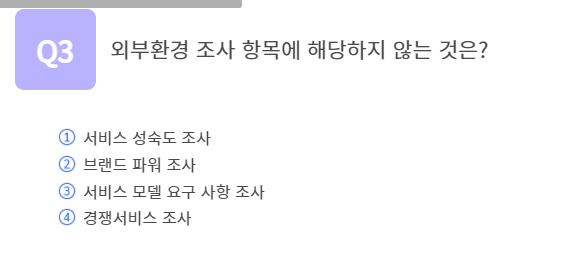 Q3
외부환경 조사 항목에 해당하지 않는 것은?
① 서비스 성숙도 조사
② 브랜드 파워 조사
③ 서비스 모델 요구 사항 조사
④ 경쟁서비스 조사